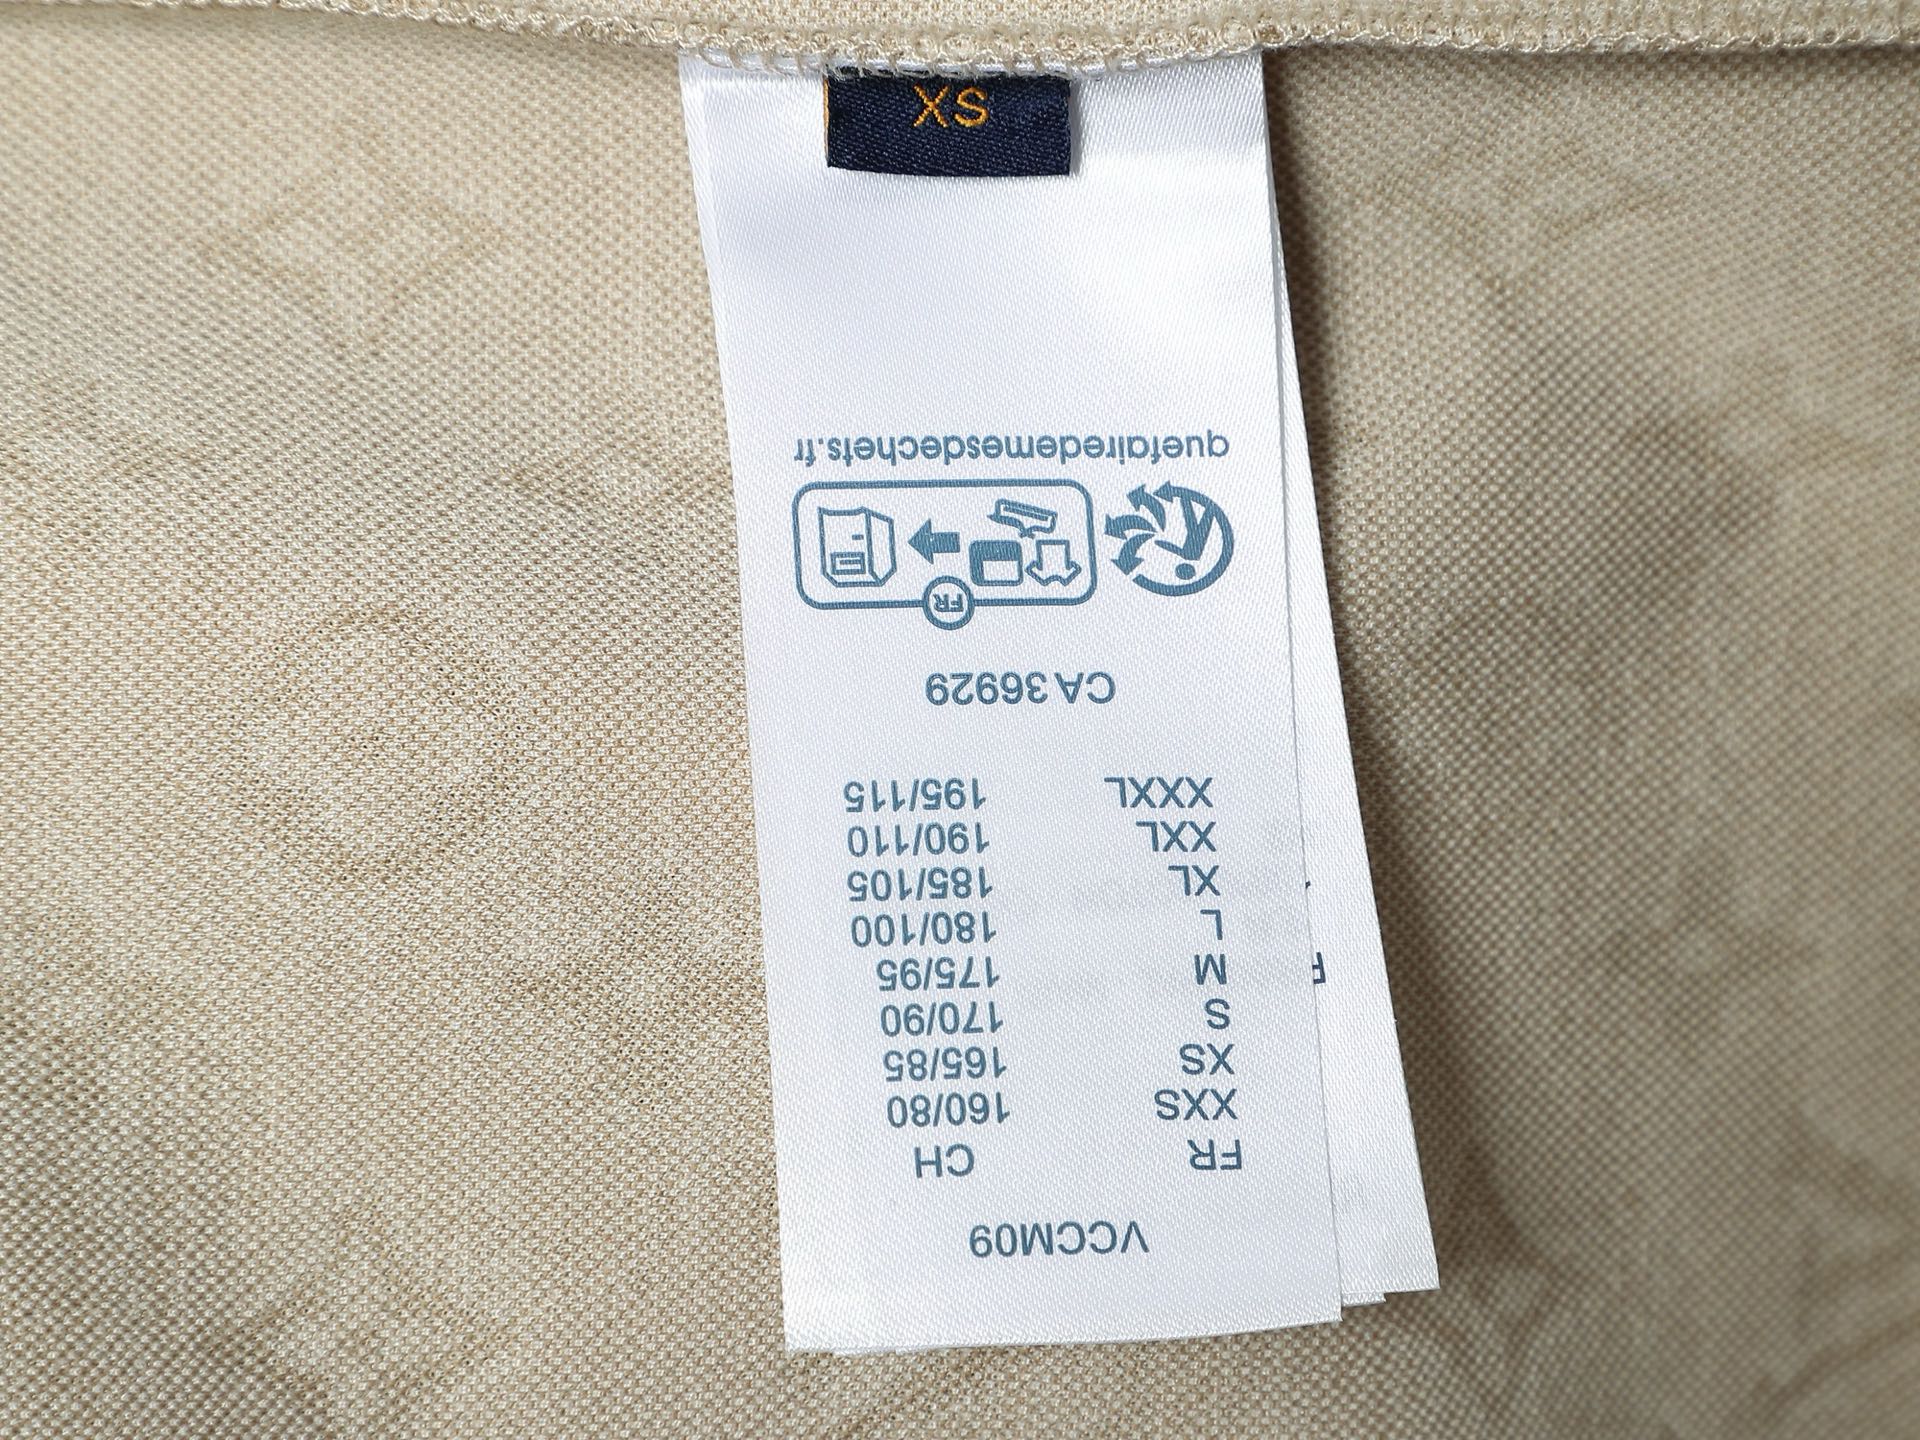 XS
VCCM09
FR CH
XXS 160/80
XS 165/85
S 170/90
M 175/95
L 180/100
XL 185/105
XXL 190/110
XXXL 195/115
CA 36929
FR
quefairedemesdechets.fr